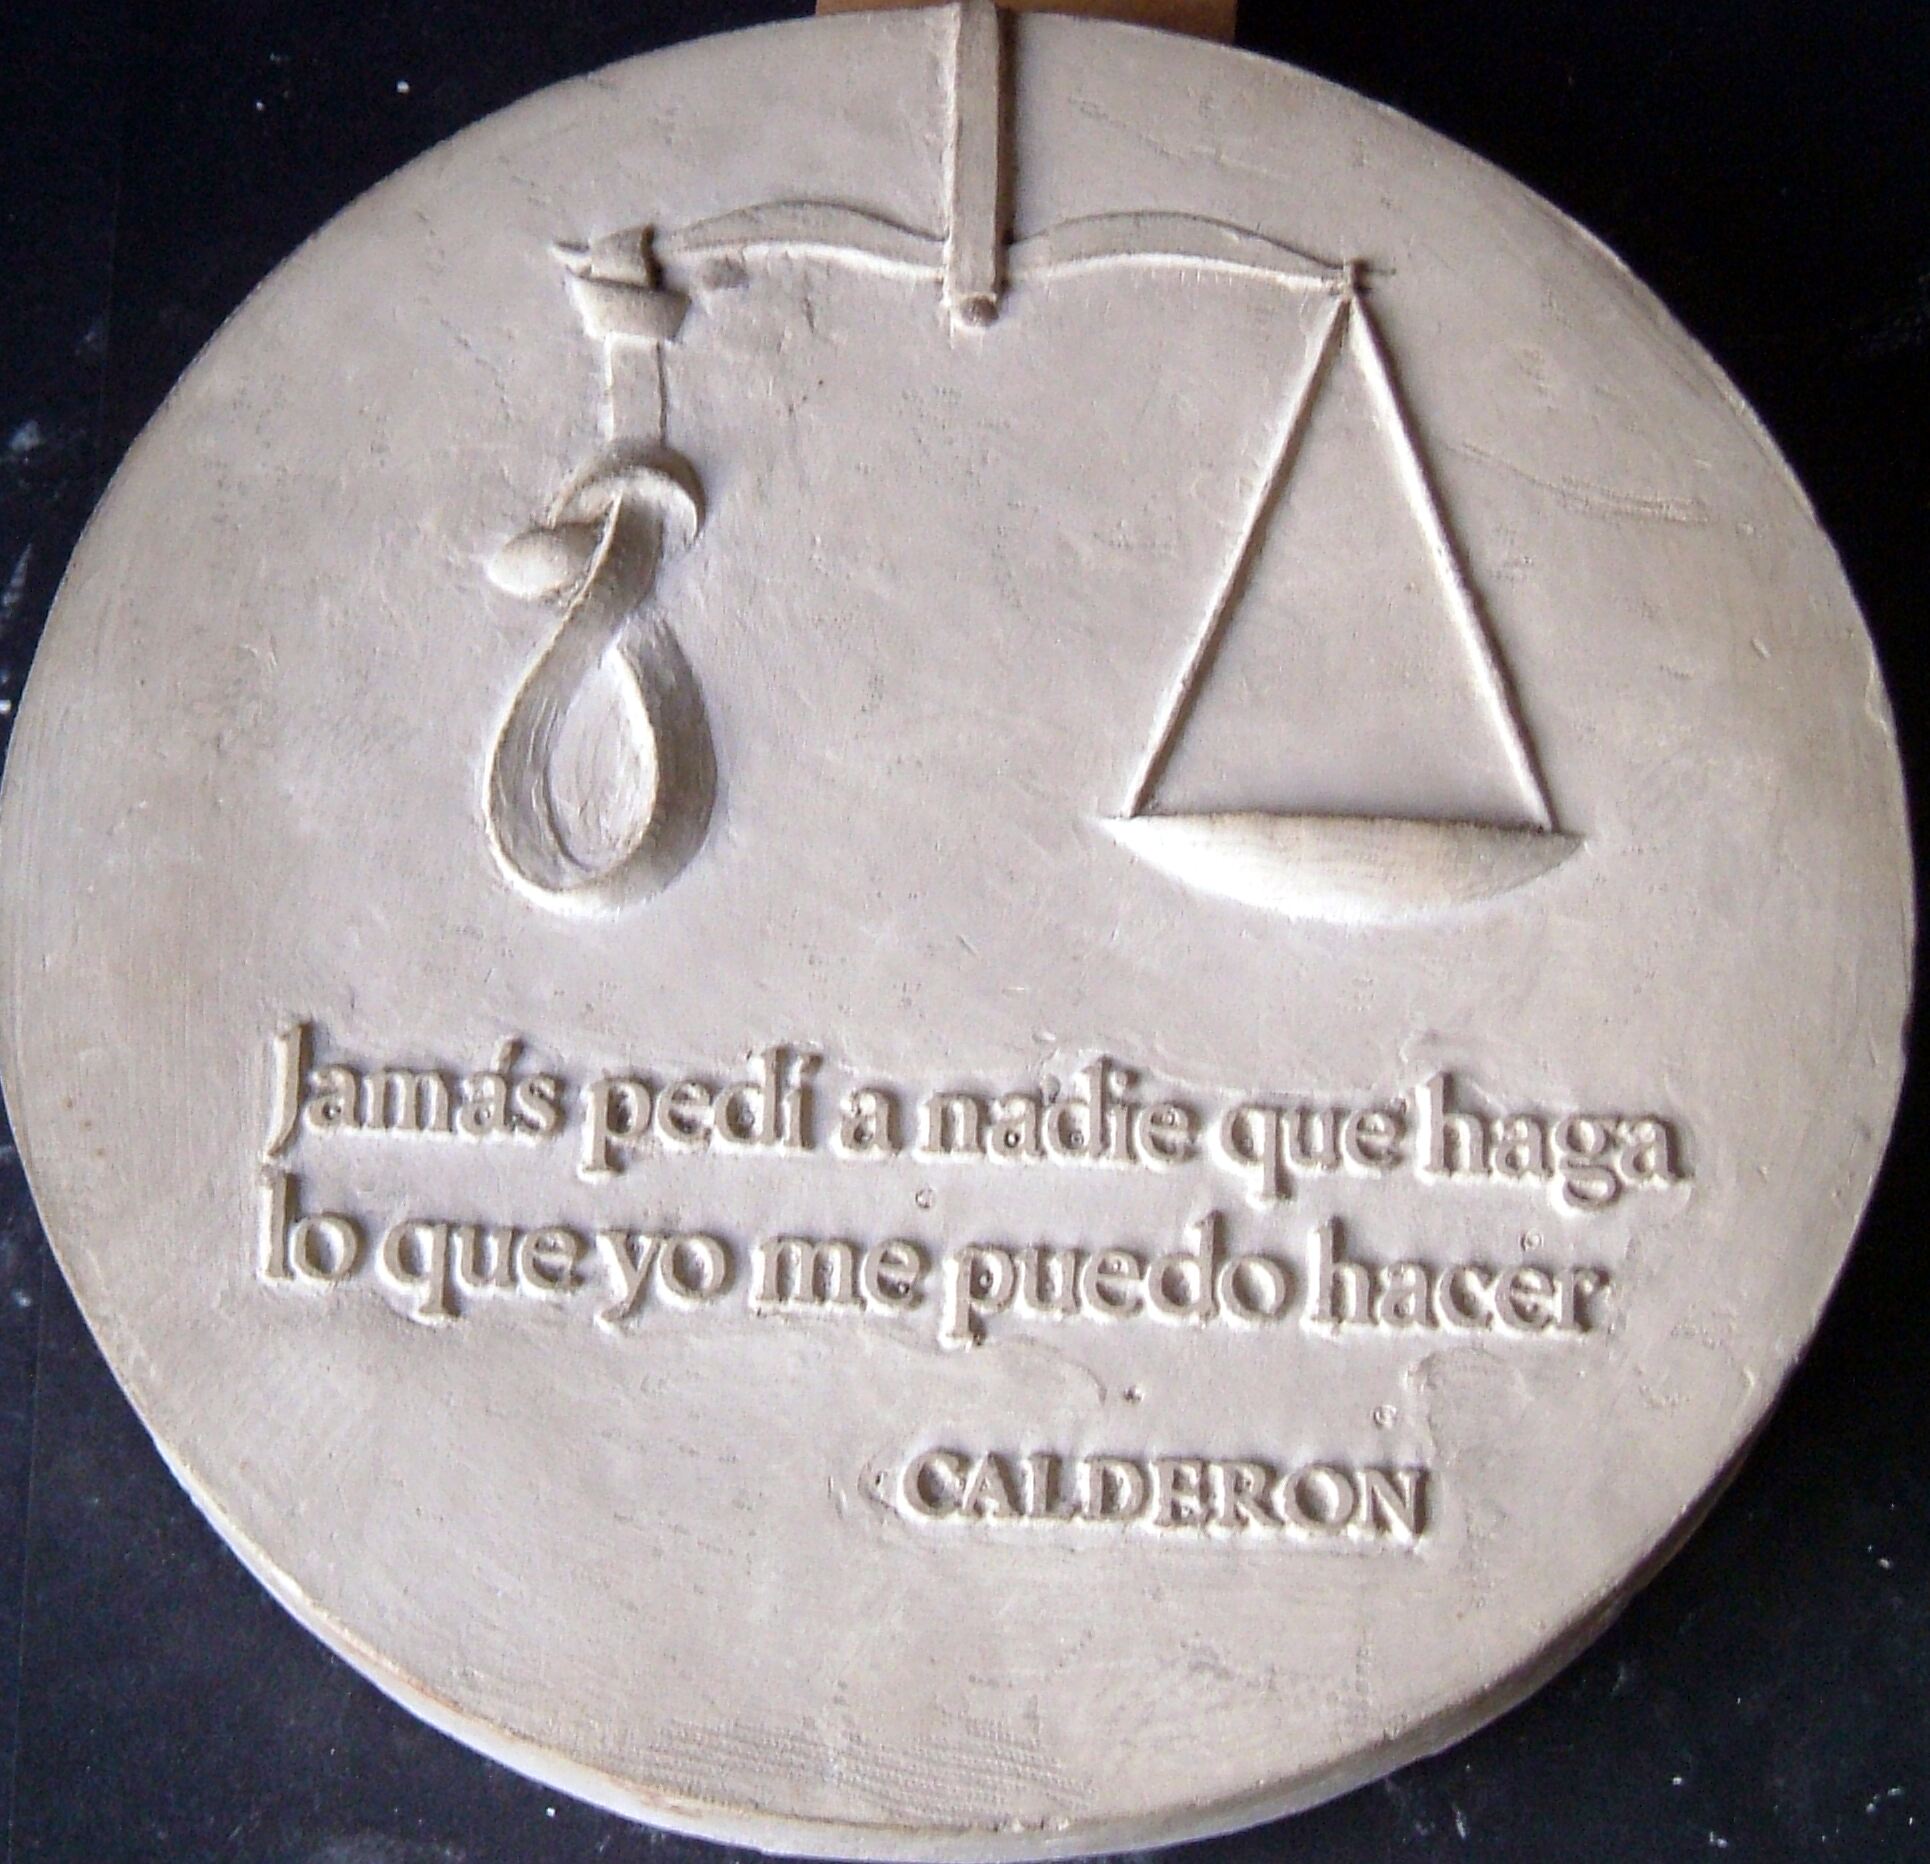 Jamás pedí a nadie que haga
lo que yo me puedo hacer
CALDERON